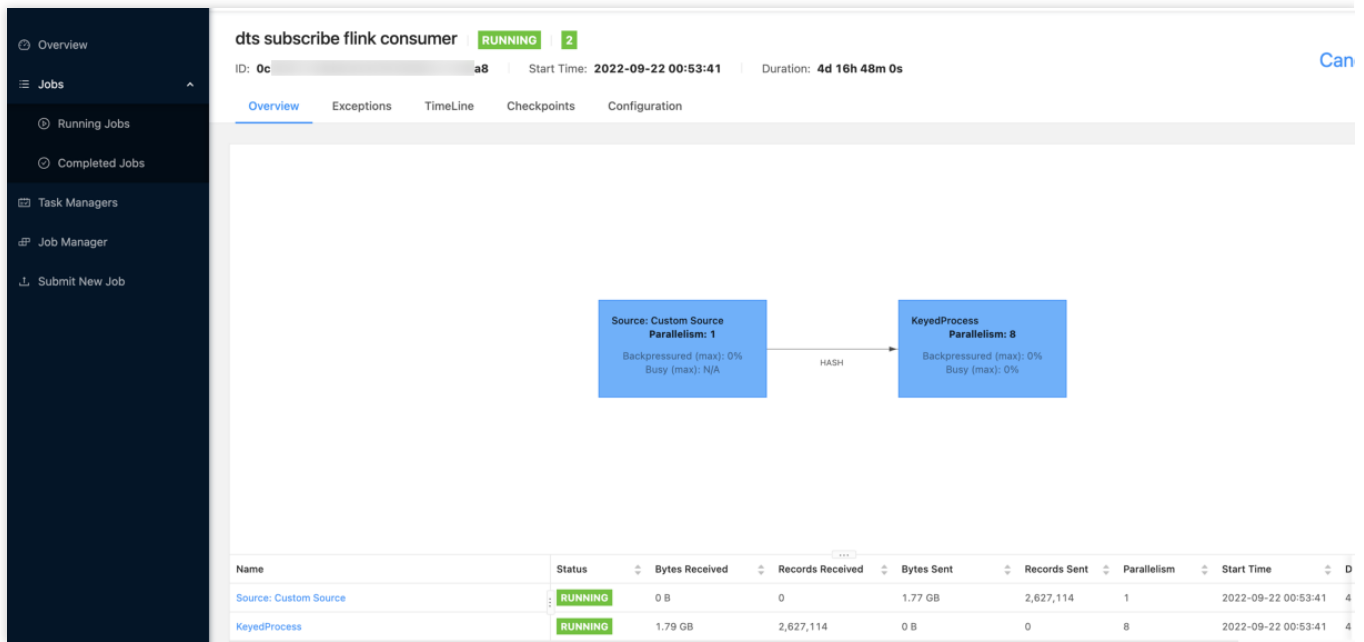 Overview
Jobs
Running Jobs
Completed Jobs
Task Managers
Job Manager
Submit New Job
dts subscribe flink consumer RUNNING 2
ID: 0c a8 Start Time: 2022-09-22 00:53:41 Duration: 4d 16h 48m 0s
Overview Exceptions TimeLine Checkpoints Configuration
Source: Custom Source
Parallelism: 1
Backpressured (max): 0%
Busy (max): N/A
HASH
KeyedProcess
Parallelism: 8
Backpressured (max): 0%
Busy (max): 0%
Name Status Bytes Received Records Received Bytes Sent Records Sent Parallelism Start Time D
Source: Custom Source RUNNING 0 B 0 1.77 GB 2,627,114 1 2022-09-22 00:53:41 4
KeyedProcess RUNNING 1.79 GB 2,627,114 0 B 0 8 2022-09-22 00:53:41 4